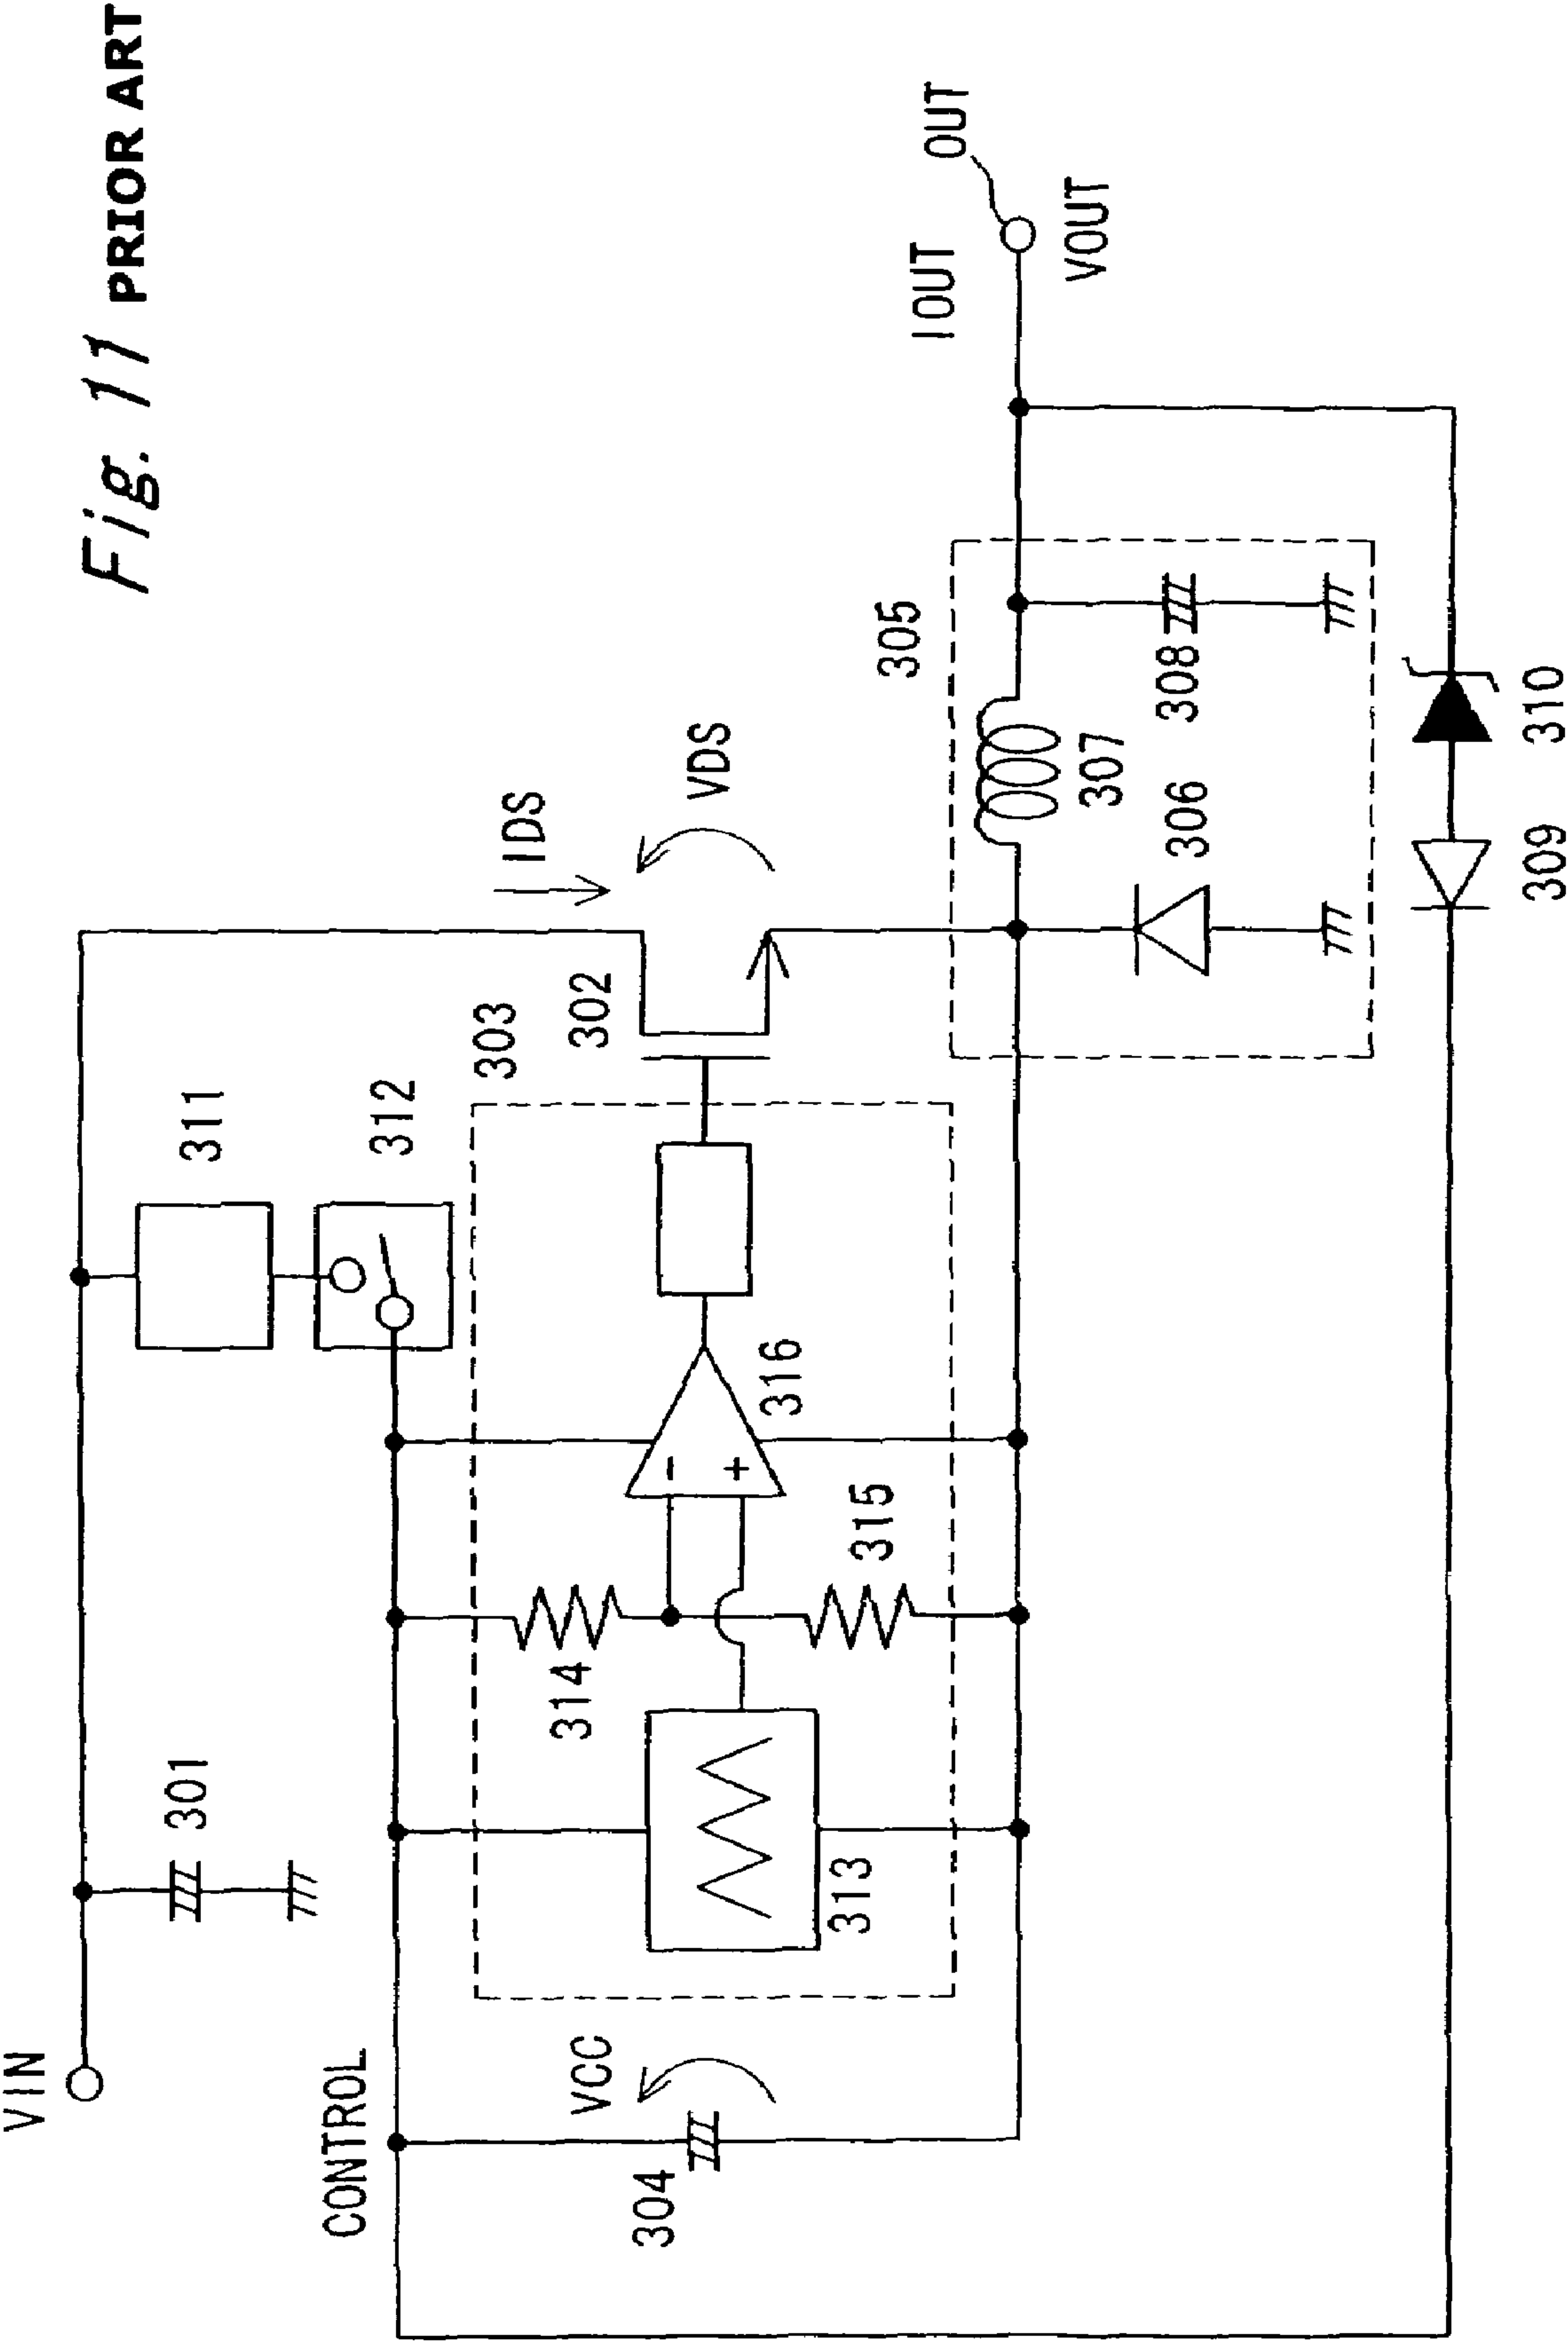 Fig. 11 PRIOR ART
VIN
301
311
312
CONTROL
IDS
303
302
VDS
VCC
304
314
313
315
316
305
307
306
308
IOUT
OUT
VOUT
309
310
−
+